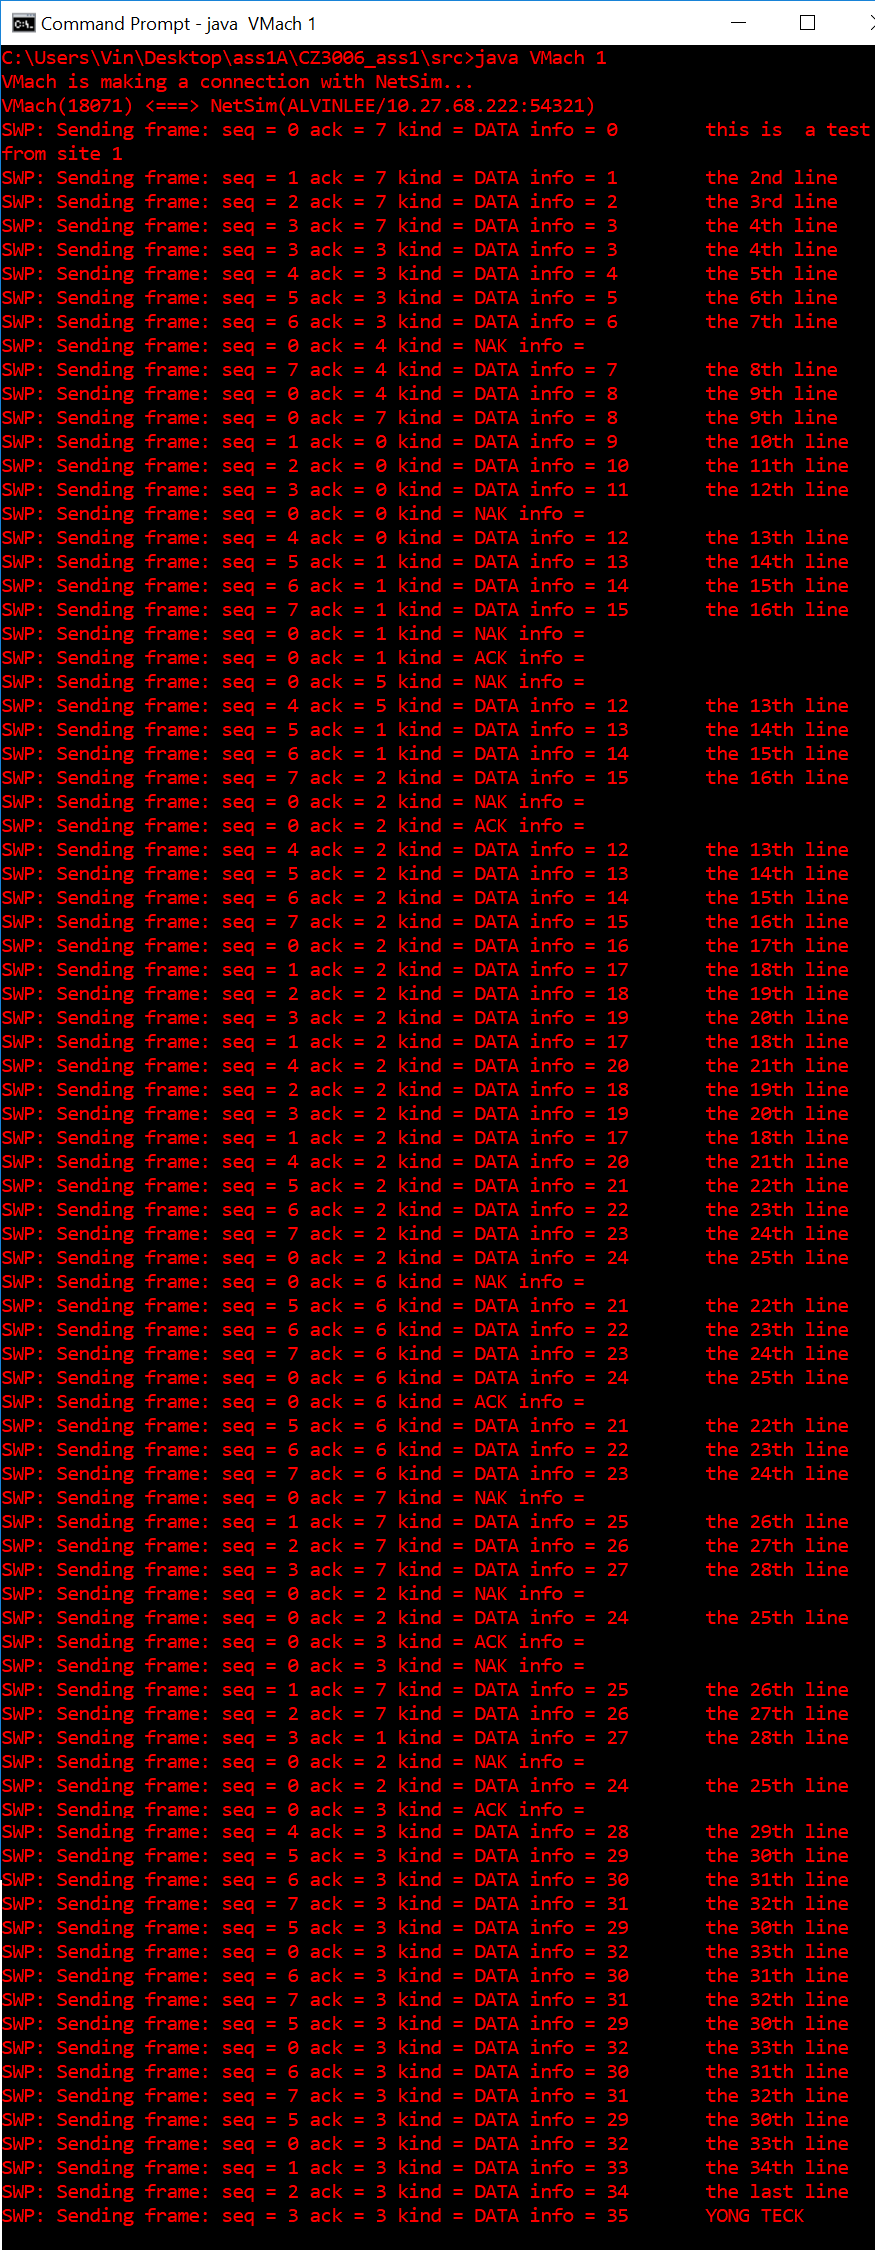 Command Prompt - java  VMach 1
C:\Users\Vin\Desktop\ass1A\CZ3006_ass1\src>java VMach 1
VMach is making a connection with NetSim...
VMach(18071) <===> NetSim(ALVINLEE/10.27.68.222:54321)
SWP: Sending frame: seq = 0 ack = 7 kind = DATA info = 0        this is  a test
from site 1
SWP: Sending frame: seq = 1 ack = 7 kind = DATA info = 1        the 2nd line
SWP: Sending frame: seq = 2 ack = 7 kind = DATA info = 2        the 3rd line
SWP: Sending frame: seq = 3 ack = 7 kind = DATA info = 3        the 4th line
SWP: Sending frame: seq = 3 ack = 3 kind = DATA info = 3        the 4th line
SWP: Sending frame: seq = 4 ack = 3 kind = DATA info = 4        the 5th line
SWP: Sending frame: seq = 5 ack = 3 kind = DATA info = 5        the 6th line
SWP: Sending frame: seq = 6 ack = 3 kind = DATA info = 6        the 7th line
SWP: Sending frame: seq = 0 ack = 4 kind = NAK info =
SWP: Sending frame: seq = 7 ack = 4 kind = DATA info = 7        the 8th line
SWP: Sending frame: seq = 0 ack = 4 kind = DATA info = 8        the 9th line
SWP: Sending frame: seq = 0 ack = 7 kind = DATA info = 8        the 9th line
SWP: Sending frame: seq = 1 ack = 0 kind = DATA info = 9        the 10th line
SWP: Sending frame: seq = 2 ack = 0 kind = DATA info = 10       the 11th line
SWP: Sending frame: seq = 3 ack = 0 kind = DATA info = 11       the 12th line
SWP: Sending frame: seq = 0 ack = 0 kind = NAK info =
SWP: Sending frame: seq = 4 ack = 0 kind = DATA info = 12       the 13th line
SWP: Sending frame: seq = 5 ack = 1 kind = DATA info = 13       the 14th line
SWP: Sending frame: seq = 6 ack = 1 kind = DATA info = 14       the 15th line
SWP: Sending frame: seq = 7 ack = 1 kind = DATA info = 15       the 16th line
SWP: Sending frame: seq = 0 ack = 1 kind = NAK info =
SWP: Sending frame: seq = 0 ack = 1 kind = ACK info =
SWP: Sending frame: seq = 0 ack = 5 kind = NAK info =
SWP: Sending frame: seq = 4 ack = 5 kind = DATA info = 12       the 13th line
SWP: Sending frame: seq = 5 ack = 1 kind = DATA info = 13       the 14th line
SWP: Sending frame: seq = 6 ack = 1 kind = DATA info = 14       the 15th line
SWP: Sending frame: seq = 7 ack = 2 kind = DATA info = 15       the 16th line
SWP: Sending frame: seq = 0 ack = 2 kind = NAK info =
SWP: Sending frame: seq = 0 ack = 2 kind = ACK info =
SWP: Sending frame: seq = 4 ack = 2 kind = DATA info = 12       the 13th line
SWP: Sending frame: seq = 5 ack = 2 kind = DATA info = 13       the 14th line
SWP: Sending frame: seq = 6 ack = 2 kind = DATA info = 14       the 15th line
SWP: Sending frame: seq = 7 ack = 2 kind = DATA info = 15       the 16th line
SWP: Sending frame: seq = 0 ack = 2 kind = DATA info = 16       the 17th line
SWP: Sending frame: seq = 1 ack = 2 kind = DATA info = 17       the 18th line
SWP: Sending frame: seq = 2 ack = 2 kind = DATA info = 18       the 19th line
SWP: Sending frame: seq = 3 ack = 2 kind = DATA info = 19       the 20th line
SWP: Sending frame: seq = 1 ack = 2 kind = DATA info = 17       the 18th line
SWP: Sending frame: seq = 4 ack = 2 kind = DATA info = 20       the 21th line
SWP: Sending frame: seq = 2 ack = 2 kind = DATA info = 18       the 19th line
SWP: Sending frame: seq = 3 ack = 2 kind = DATA info = 19       the 20th line
SWP: Sending frame: seq = 1 ack = 2 kind = DATA info = 17       the 18th line
SWP: Sending frame: seq = 4 ack = 2 kind = DATA info = 20       the 21th line
SWP: Sending frame: seq = 5 ack = 2 kind = DATA info = 21       the 22th line
SWP: Sending frame: seq = 6 ack = 2 kind = DATA info = 22       the 23th line
SWP: Sending frame: seq = 7 ack = 2 kind = DATA info = 23       the 24th line
SWP: Sending frame: seq = 0 ack = 2 kind = DATA info = 24       the 25th line
SWP: Sending frame: seq = 0 ack = 6 kind = NAK info =
SWP: Sending frame: seq = 5 ack = 6 kind = DATA info = 21       the 22th line
SWP: Sending frame: seq = 6 ack = 6 kind = DATA info = 22       the 23th line
SWP: Sending frame: seq = 7 ack = 6 kind = DATA info = 23       the 24th line
SWP: Sending frame: seq = 0 ack = 6 kind = DATA info = 24       the 25th line
SWP: Sending frame: seq = 0 ack = 6 kind = ACK info =
SWP: Sending frame: seq = 5 ack = 6 kind = DATA info = 21       the 22th line
SWP: Sending frame: seq = 6 ack = 6 kind = DATA info = 22       the 23th line
SWP: Sending frame: seq = 7 ack = 6 kind = DATA info = 23       the 24th line
SWP: Sending frame: seq = 0 ack = 7 kind = NAK info =
SWP: Sending frame: seq = 1 ack = 7 kind = DATA info = 25       the 26th line
SWP: Sending frame: seq = 2 ack = 7 kind = DATA info = 26       the 27th line
SWP: Sending frame: seq = 3 ack = 7 kind = DATA info = 27       the 28th line
SWP: Sending frame: seq = 0 ack = 2 kind = NAK info =
SWP: Sending frame: seq = 0 ack = 2 kind = DATA info = 24       the 25th line
SWP: Sending frame: seq = 0 ack = 3 kind = ACK info =
SWP: Sending frame: seq = 0 ack = 3 kind = NAK info =
SWP: Sending frame: seq = 1 ack = 7 kind = DATA info = 25       the 26th line
SWP: Sending frame: seq = 2 ack = 7 kind = DATA info = 26       the 27th line
SWP: Sending frame: seq = 3 ack = 1 kind = DATA info = 27       the 28th line
SWP: Sending frame: seq = 0 ack = 2 kind = NAK info =
SWP: Sending frame: seq = 0 ack = 2 kind = DATA info = 24       the 25th line
SWP: Sending frame: seq = 0 ack = 3 kind = ACK info =
SWP: Sending frame: seq = 4 ack = 3 kind = DATA info = 28       the 29th line
SWP: Sending frame: seq = 5 ack = 3 kind = DATA info = 29       the 30th line
SWP: Sending frame: seq = 6 ack = 3 kind = DATA info = 30       the 31th line
SWP: Sending frame: seq = 7 ack = 3 kind = DATA info = 31       the 32th line
SWP: Sending frame: seq = 5 ack = 3 kind = DATA info = 29       the 30th line
SWP: Sending frame: seq = 0 ack = 3 kind = DATA info = 32       the 33th line
SWP: Sending frame: seq = 6 ack = 3 kind = DATA info = 30       the 31th line
SWP: Sending frame: seq = 7 ack = 3 kind = DATA info = 31       the 32th line
SWP: Sending frame: seq = 5 ack = 3 kind = DATA info = 29       the 30th line
SWP: Sending frame: seq = 0 ack = 3 kind = DATA info = 32       the 33th line
SWP: Sending frame: seq = 6 ack = 3 kind = DATA info = 30       the 31th line
SWP: Sending frame: seq = 7 ack = 3 kind = DATA info = 31       the 32th line
SWP: Sending frame: seq = 5 ack = 3 kind = DATA info = 29       the 30th line
SWP: Sending frame: seq = 0 ack = 3 kind = DATA info = 32       the 33th line
SWP: Sending frame: seq = 1 ack = 3 kind = DATA info = 33       the 34th line
SWP: Sending frame: seq = 2 ack = 3 kind = DATA info = 34       the last line
SWP: Sending frame: seq = 3 ack = 3 kind = DATA info = 35       YONG TECK